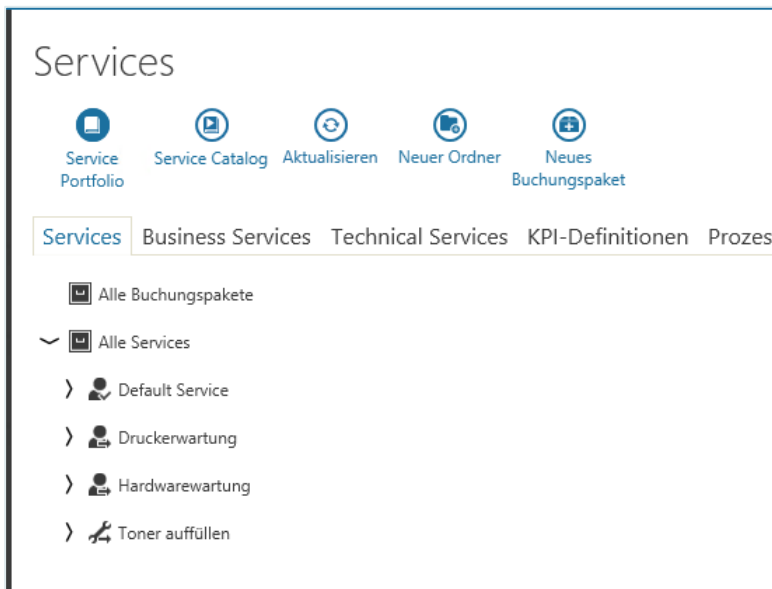 Services
Service Portfolio
Service Catalog
Aktualisieren
Neuer Ordner
Neues Buchungspaket
Services Business Services Technical Services KPI-Definitionen Prozes
Alle Buchungspakete
Alle Services
Default Service
Druckerwartung
Hardwarewartung
Toner auffüllen